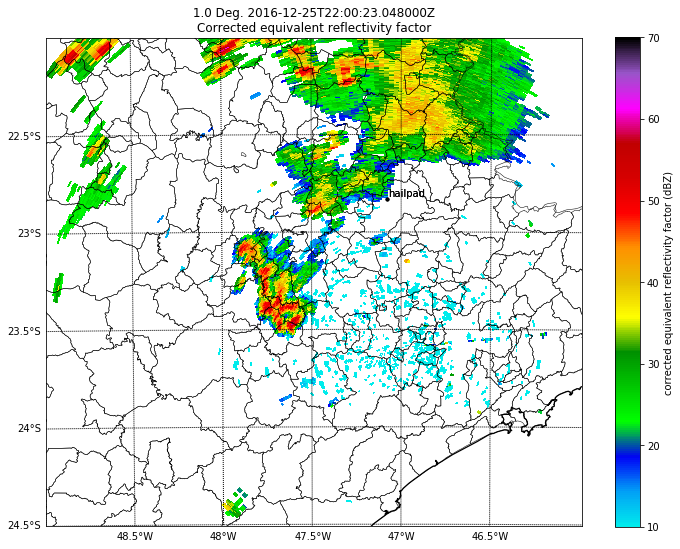 1.0 Deg. 2016-12-25T22:00:23.048000Z
Corrected equivalent reflectivity factor
hailpad
22.5°S
23°S
23.5°S
24°S
24.5°S
48.5°W
48°W
47.5°W
47°W
46.5°W
70
60
50
40
30
20
10
corrected equivalent reflectivity factor (dBZ)